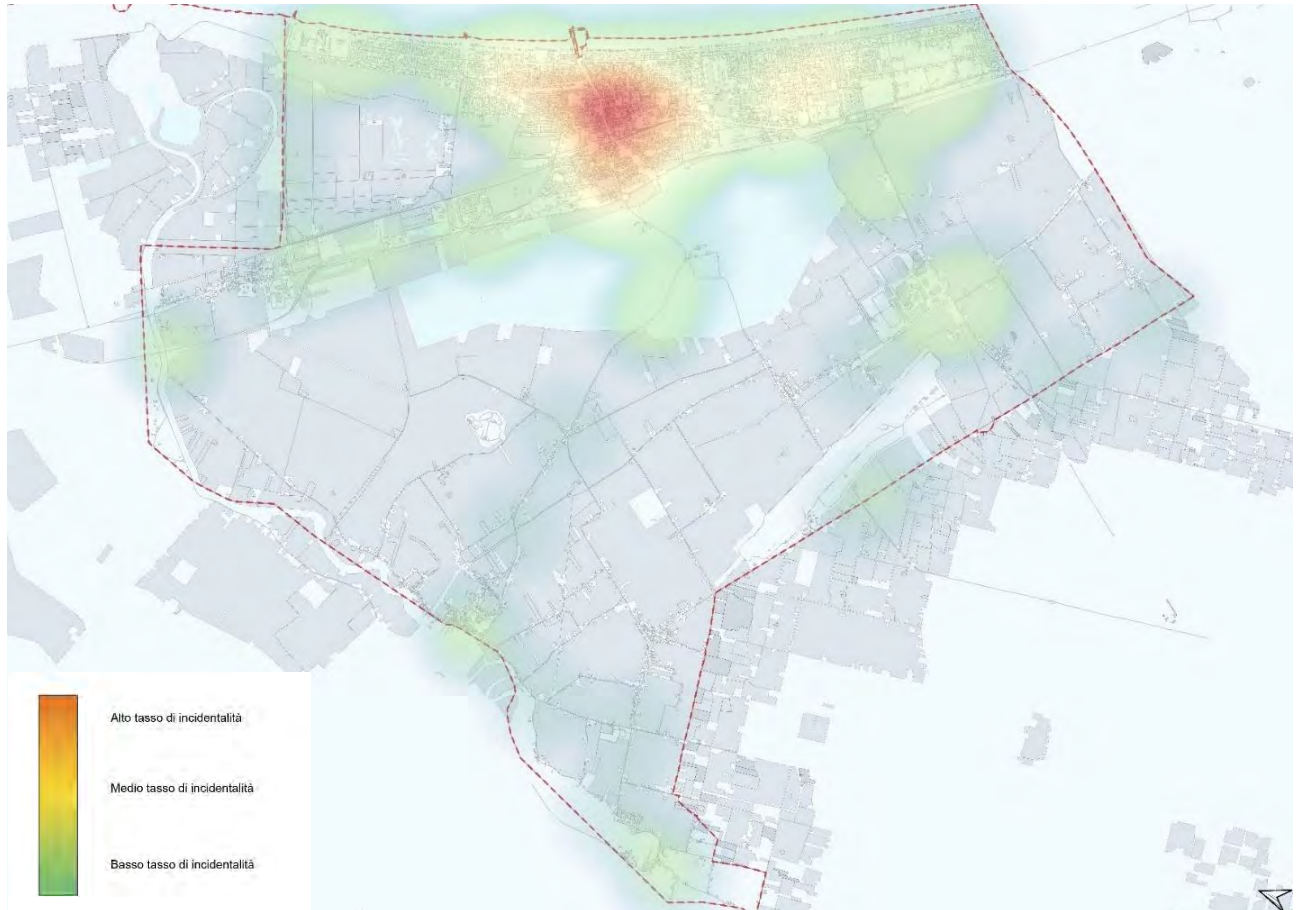 Alto tasso di incidentalità
Medio tasso di incidentalità
Basso tasso di incidentalità